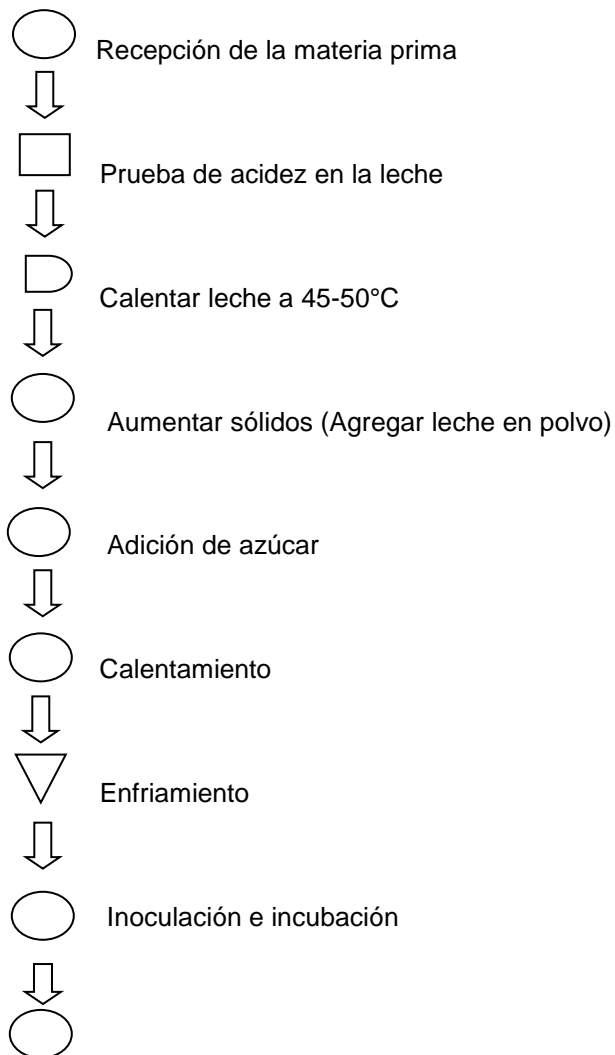 Recepción de la materia prima
Prueba de acidez en la leche
Calentar leche a 45-50°C
Aumentar sólidos (Agregar leche en polvo)
Adición de azúcar
Calentamiento
Enfriamiento
Inoculación e incubación